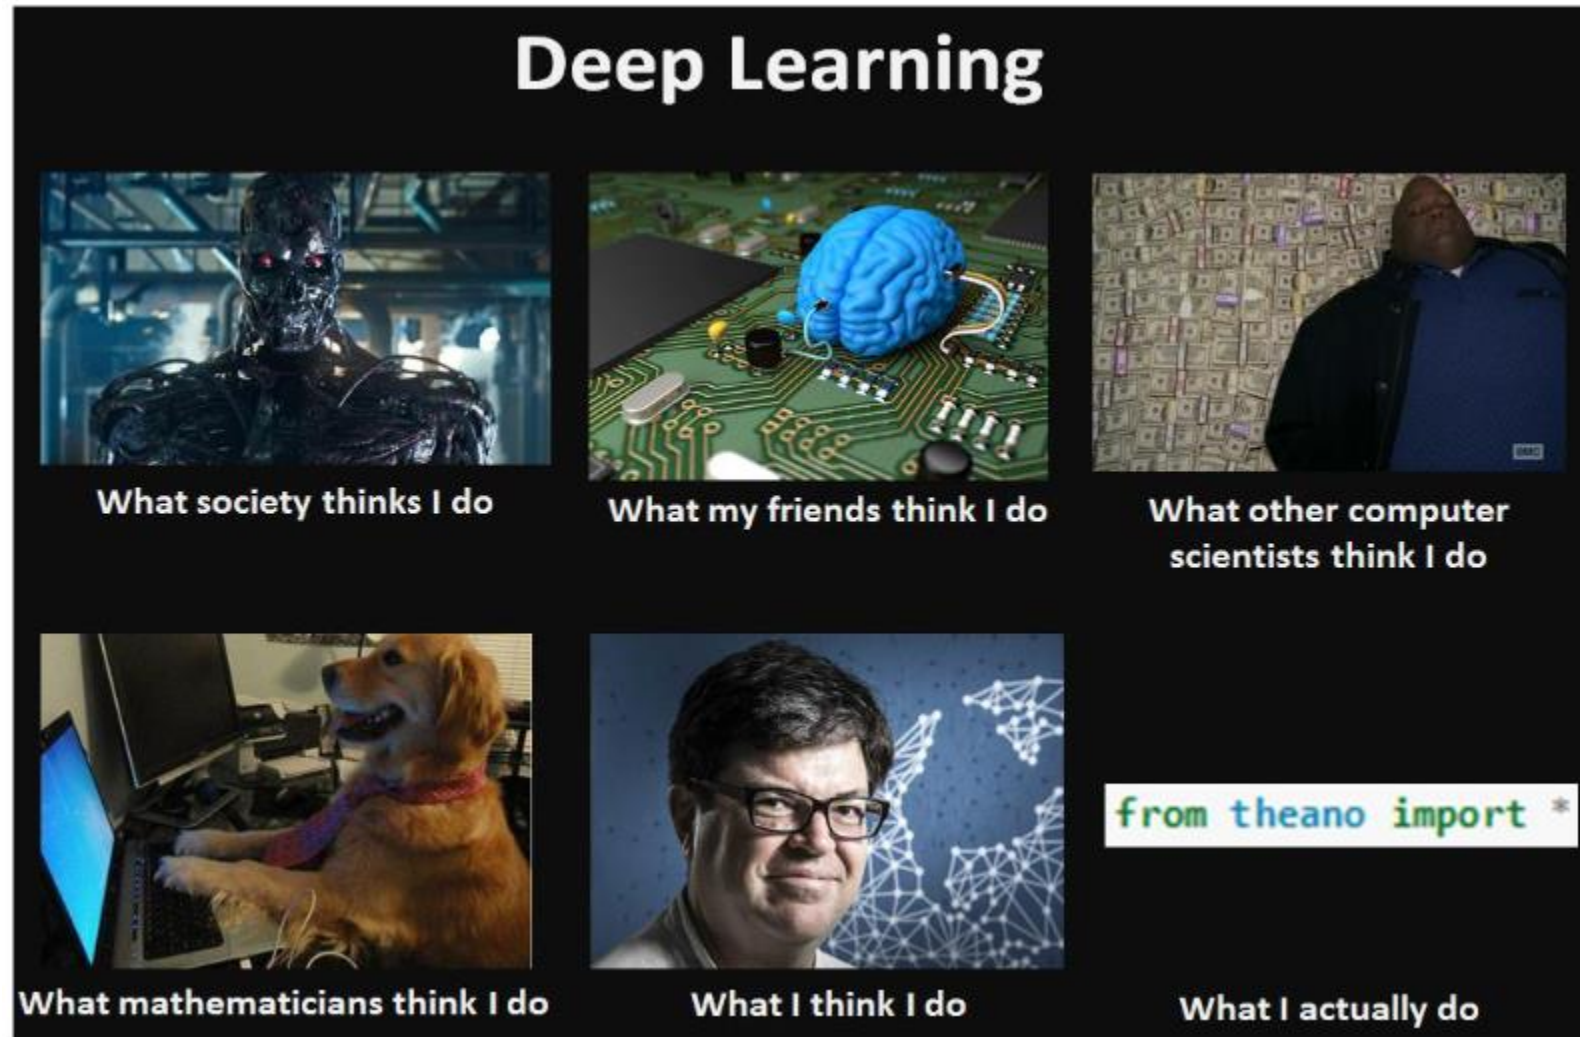 Deep Learning
What society thinks I do
What my friends think I do
What other computer
scientists think I do
AMC
What mathematicians think I do
What I think I do
from theano import *
What I actually do